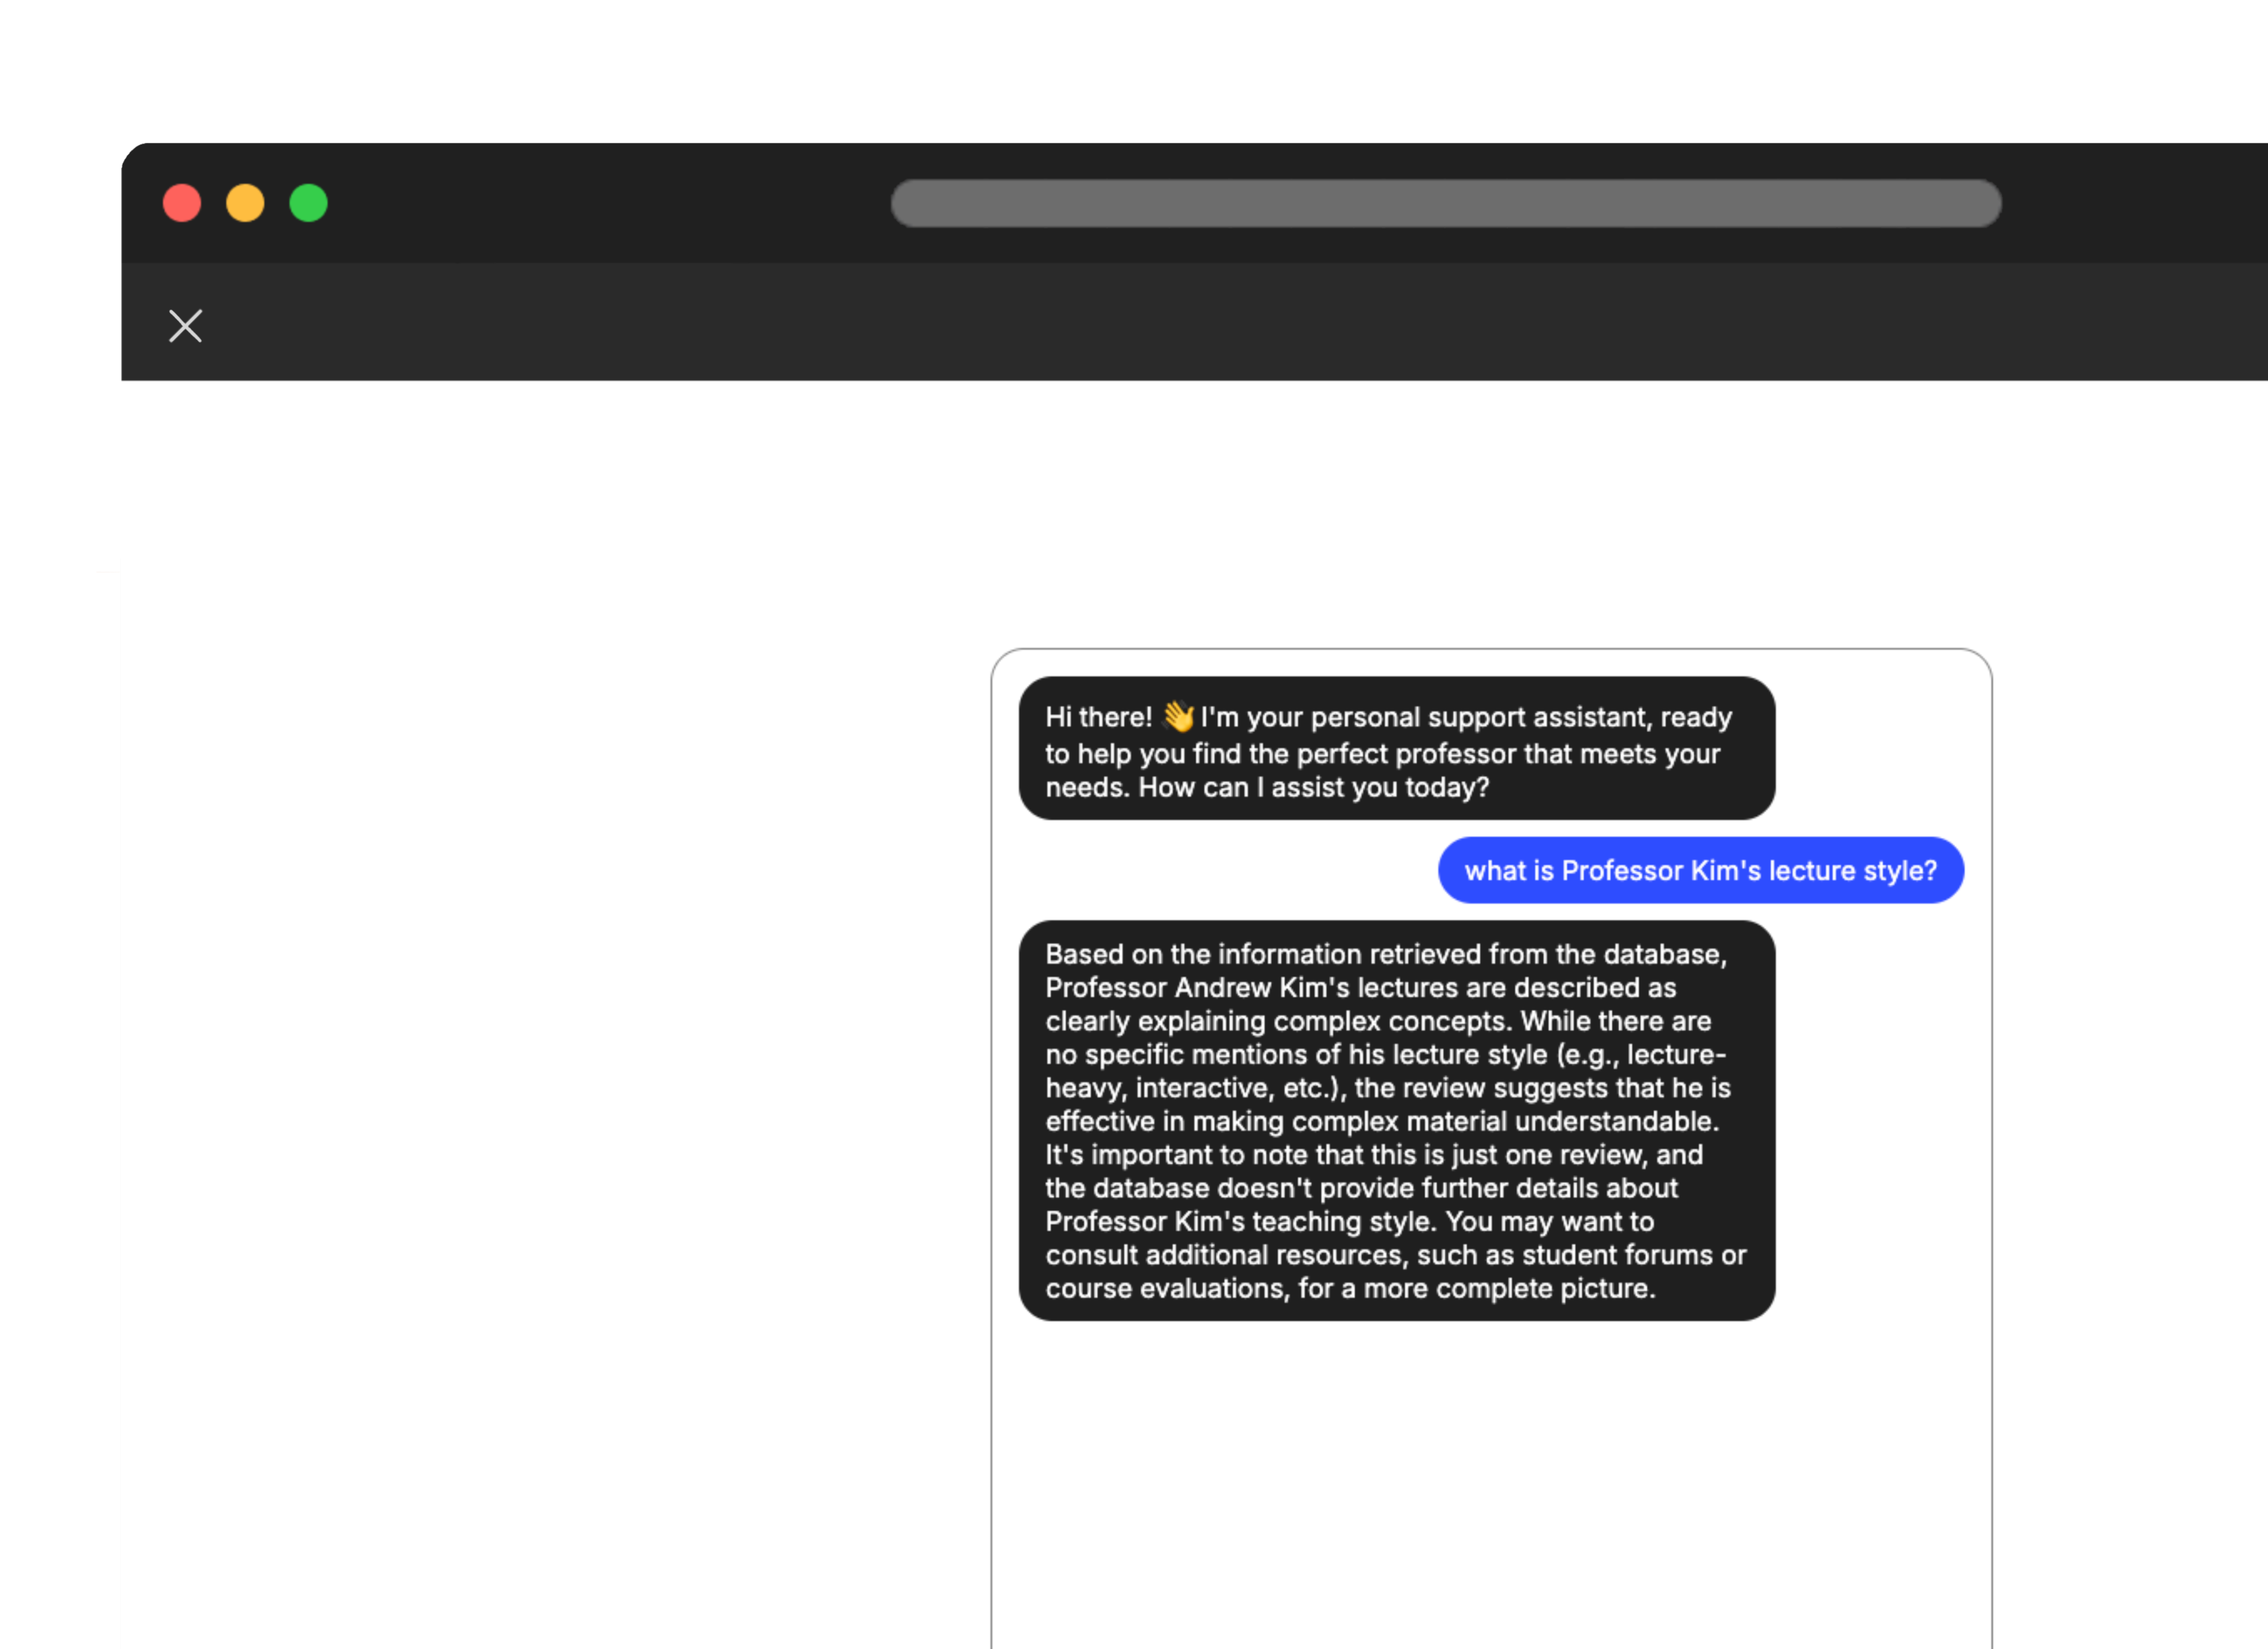 Hi there! 👋 I'm your personal support assistant, ready
to help you find the perfect professor that meets your
needs. How can I assist you today?
what is Professor Kim's lecture style?
Based on the information retrieved from the database,
Professor Andrew Kim's lectures are described as
clearly explaining complex concepts. While there are
no specific mentions of his lecture style (e.g., lecture-
heavy, interactive, etc.), the review suggests that he is
effective in making complex material understandable.
It's important to note that this is just one review, and
the database doesn't provide further details about
Professor Kim's teaching style. You may want to
consult additional resources, such as student forums or
course evaluations, for a more complete picture.